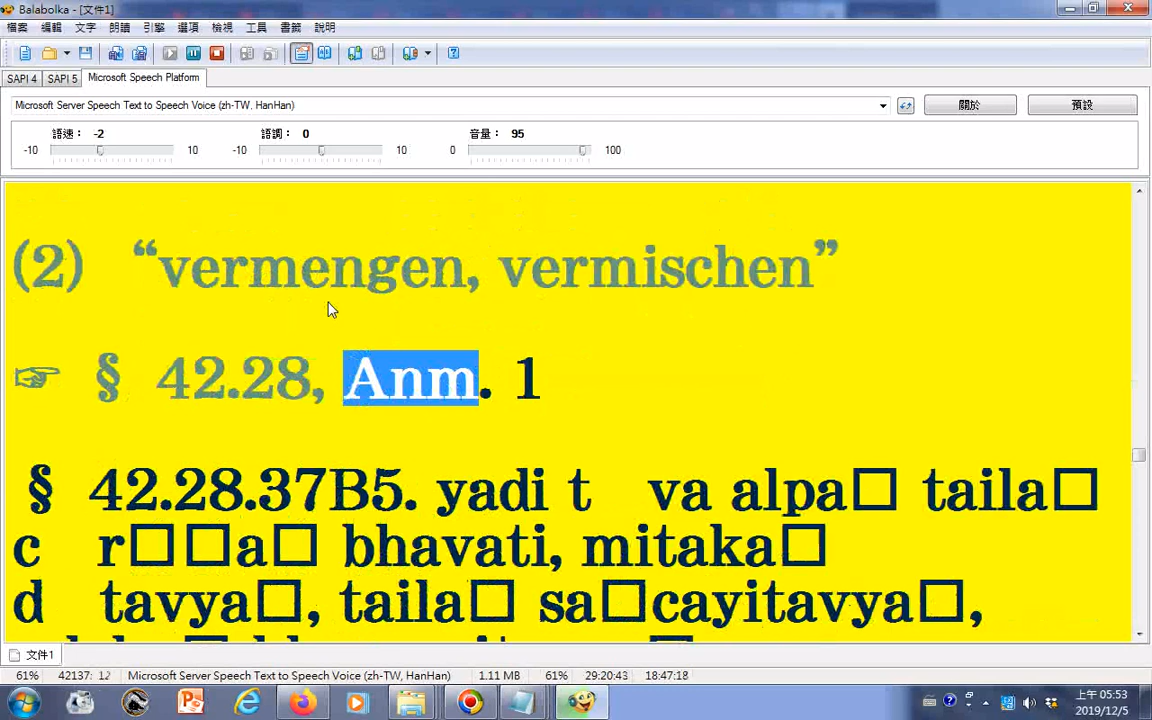 Balabolka - [文件1]
檔案 編輯 文字 朗讀 引擎 選項 檢視 工具 書籤 說明
SAPI 4 SAPI 5 Microsoft Speech Platform
Microsoft Server Speech Text to Speech Voice (zh-TW, HanHan) 關於 預設
語速： -2 語調： 0 音量： 95
-10 10 -10 10 0 100
(2) “vermengen, vermischen”
☞ § 42.28, Anm. 1
§ 42.28.37B5. yadi t va alpa□ taila□
c r□□a□ bhavati, mitaka□
d tavya□, taila□ sa□cayitavya□,
文件1
61% 42137: 12 Microsoft Server Speech Text to Speech Voice (zh-TW, HanHan) 1.11 MB 61% 29:20:43 18:47:18
上午 05:53
2019/12/5